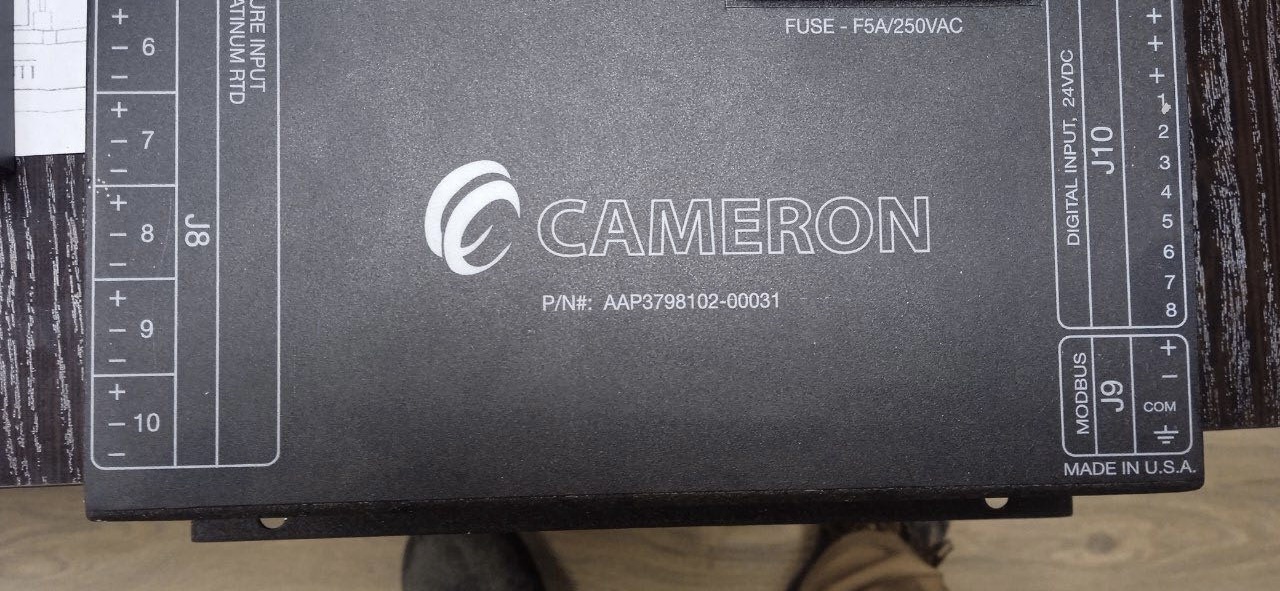 +
− 6
−
+
− 7
−
+
− 8
−
+
− 9
−
+
− 10
−
J8
URE INPUT
ATINUM RTD
FUSE - F5A/250VAC
CAMERON
P/N#: AAP3798102-00031
DIGITAL INPUT, 24VDC
J10
+
+
+
1
2
3
4
5
6
7
8
MODBUS
J9
+
−
COM
MADE IN U.S.A.